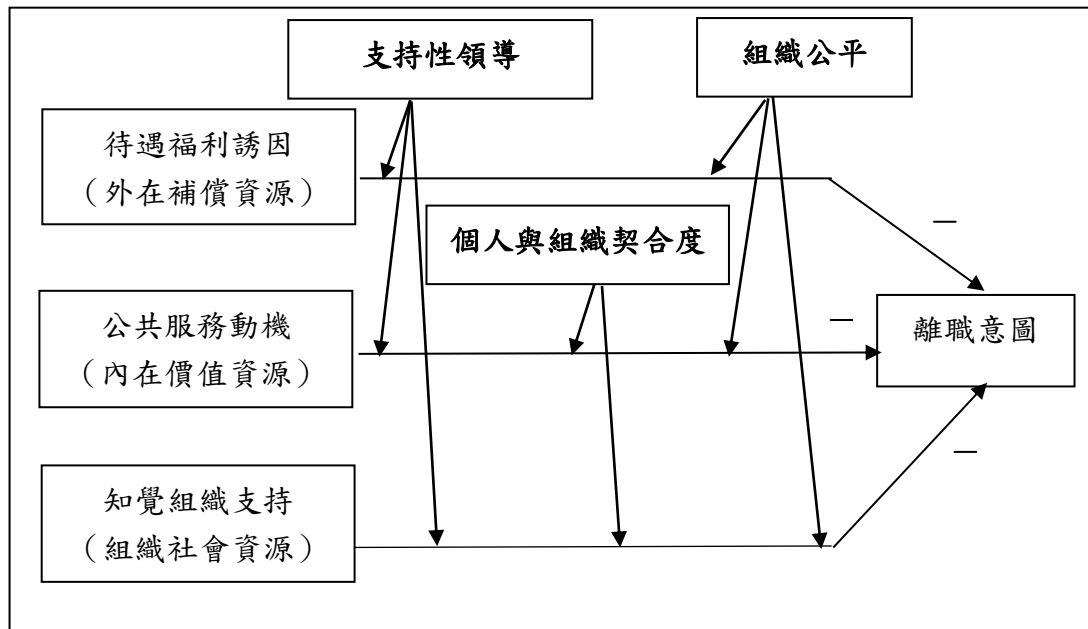 支持性領導
組織公平
待遇福利誘因
（外在補償資源）
—
個人與組織契合度
公共服務動機
（內在價值資源）
—
離職意圖
—
知覺組織支持
（組織社會資源）